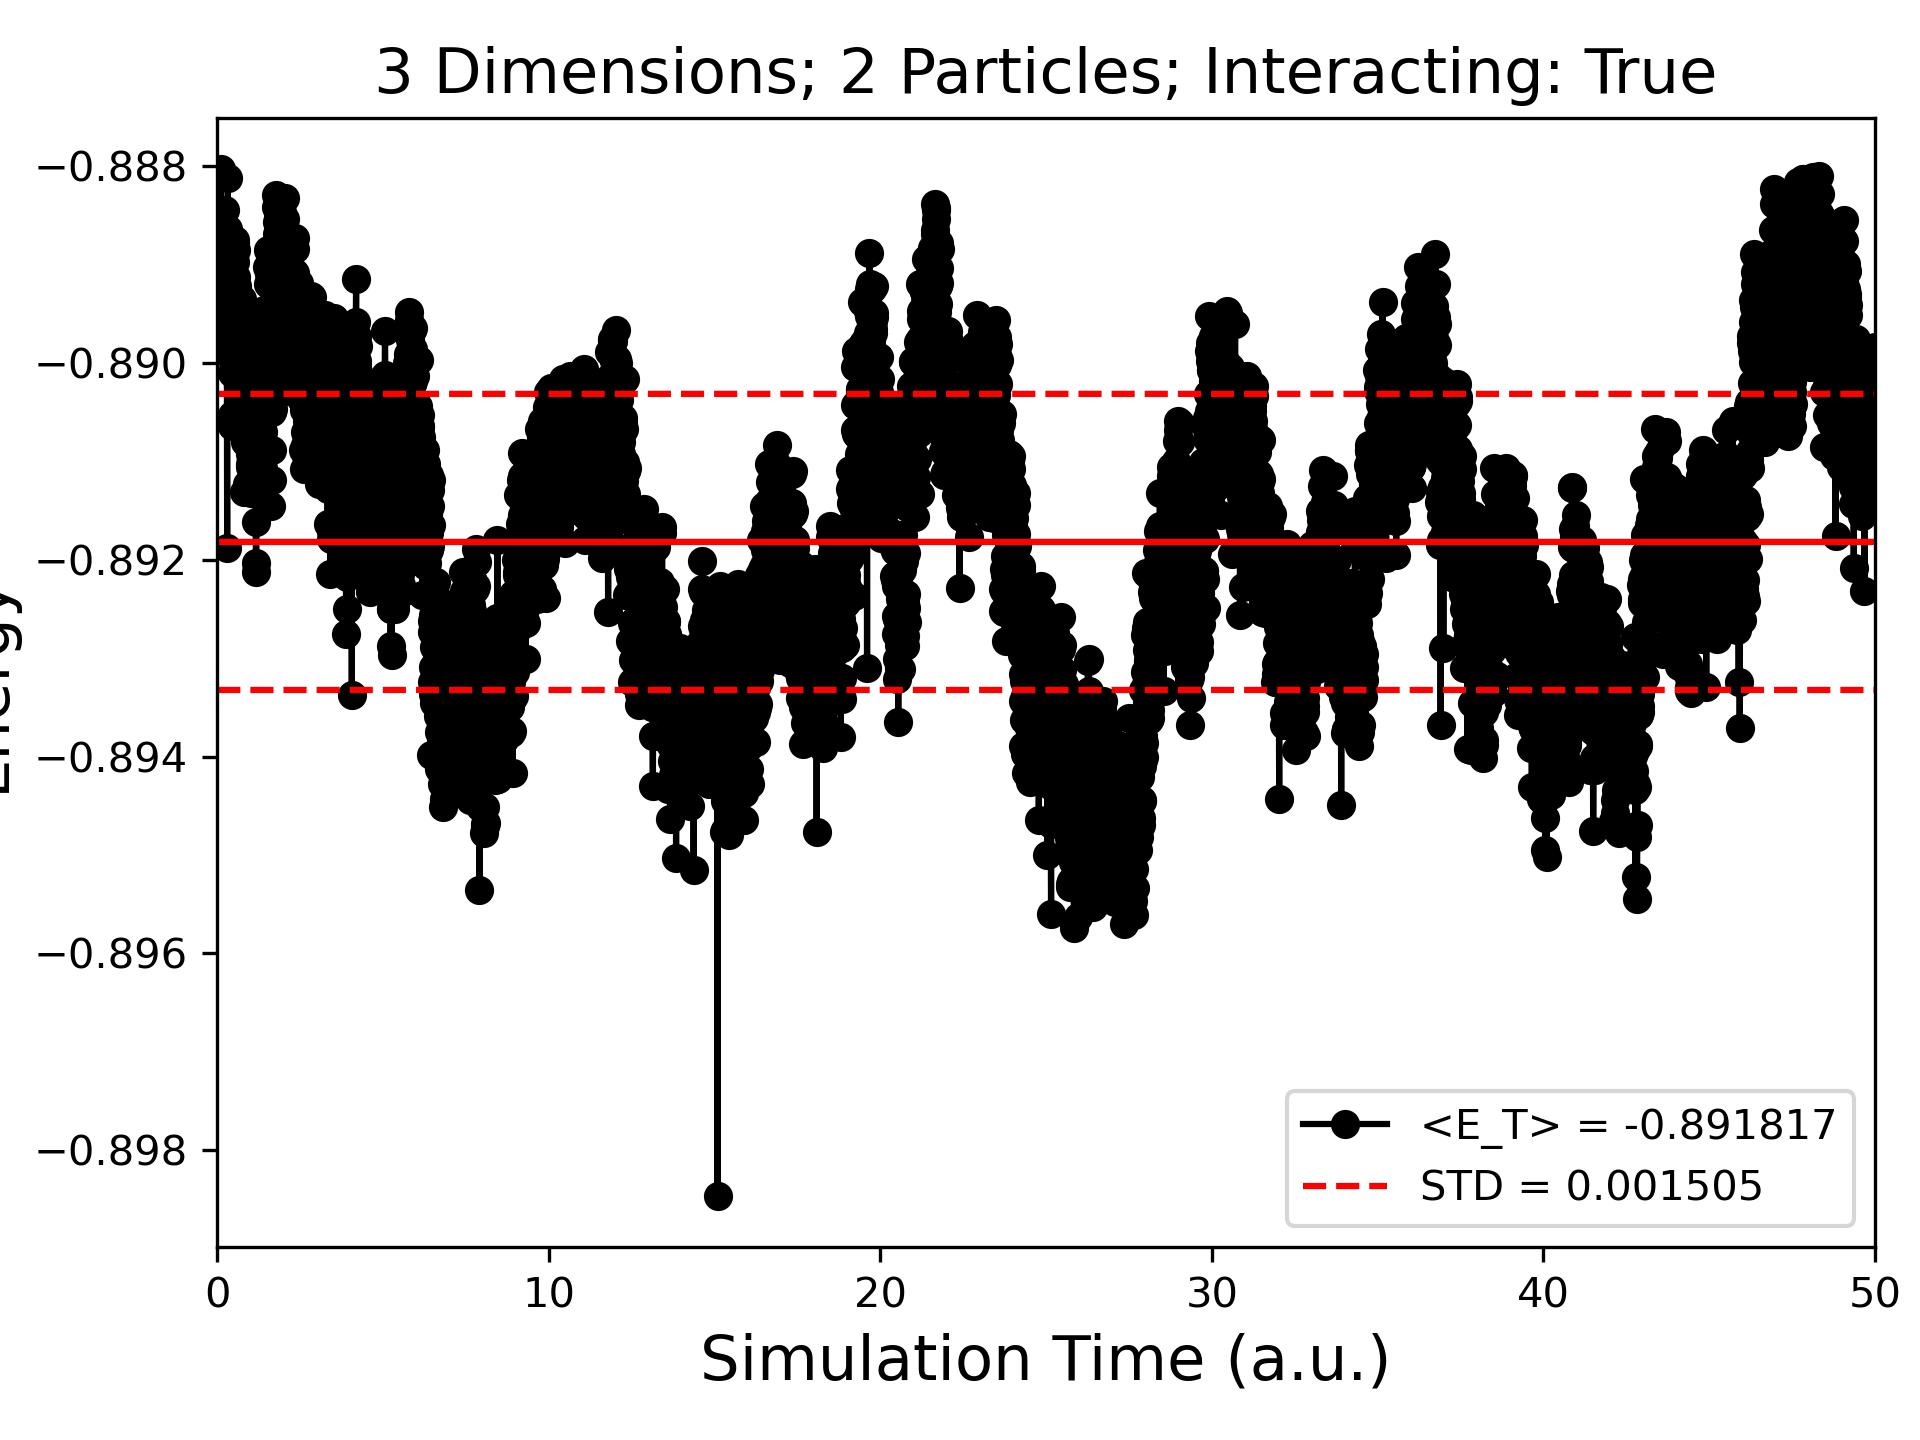 3 Dimensions; 2 Particles; Interacting: True
Energy
−0.888
−0.890
−0.892
−0.894
−0.896
−0.898
<E_T> = -0.891817
STD = 0.001505
0 10 20 30 40 50
Simulation Time (a.u.)